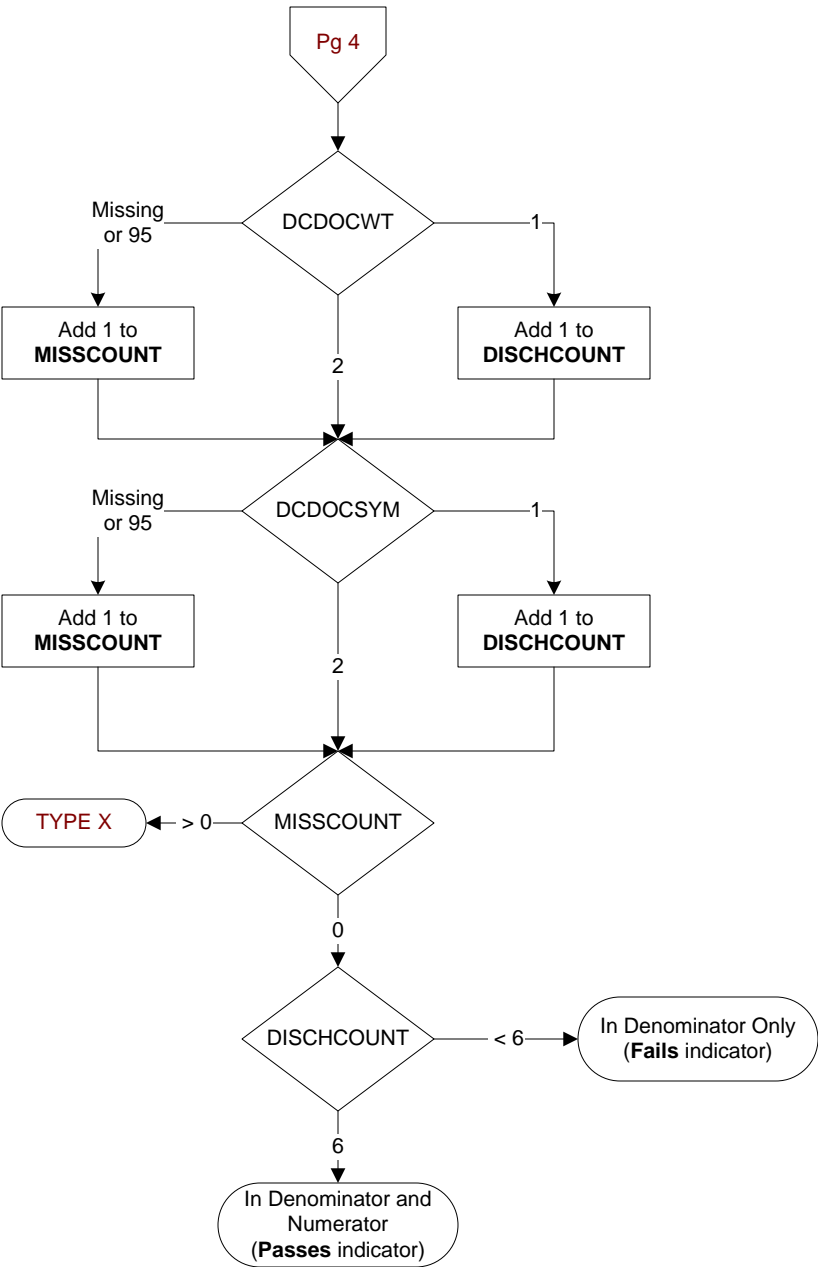 Pg 4
DCDOCWT
Missing
or 95
1
Add 1 to
MISSCOUNT
Add 1 to
DISCHCOUNT
2
DCDOCSYM
Missing
or 95
1
Add 1 to
MISSCOUNT
Add 1 to
DISCHCOUNT
2
MISSCOUNT
> 0
TYPE X
0
DISCHCOUNT
< 6
In Denominator Only
(Fails indicator)
6
In Denominator and
Numerator
(Passes indicator)